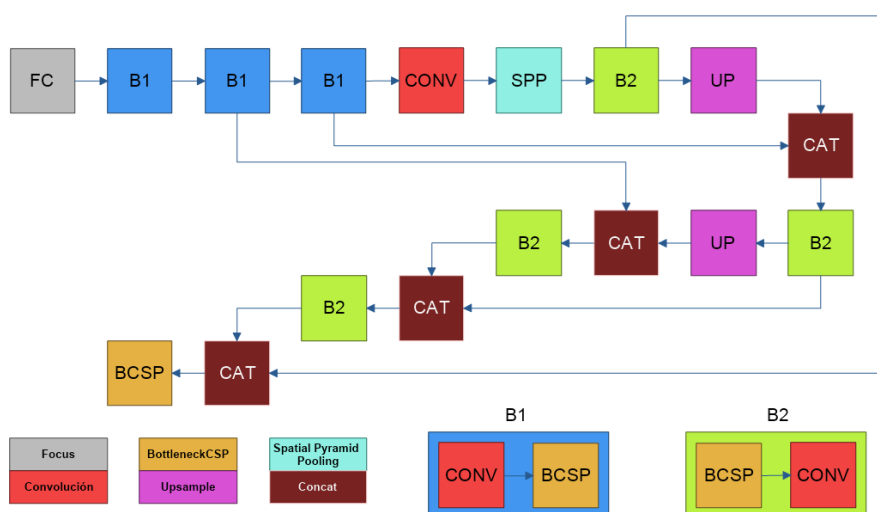 FC B1 B1 B1 CONV SPP B2 UP
CAT
B2 CAT UP B2
B2 CAT
BCSP CAT
B1 B2
Focus BottleneckCSP Spatial Pyramid
Pooling
Convolución Upsample Concat
CONV BCSP BCSP CONV